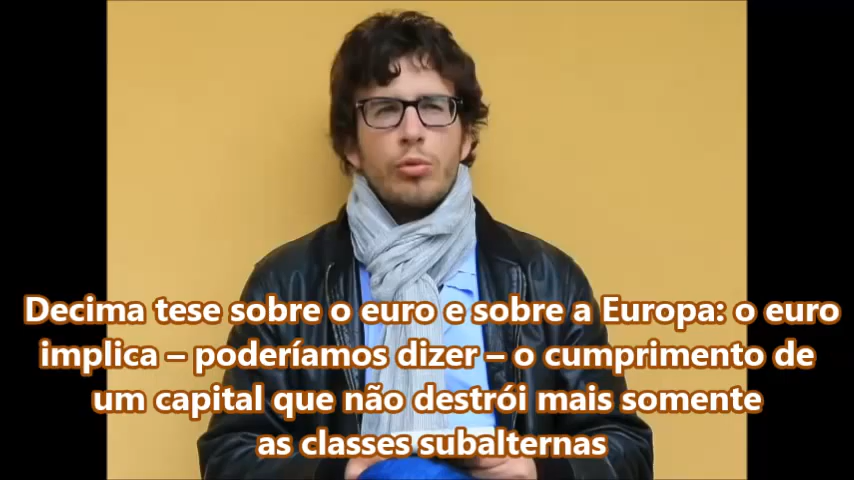 Decima tese sobre o euro e sobre a Europa: o euro
implica – poderíamos dizer – o cumprimento de
um capital que não destrói mais somente
as classes subalternas